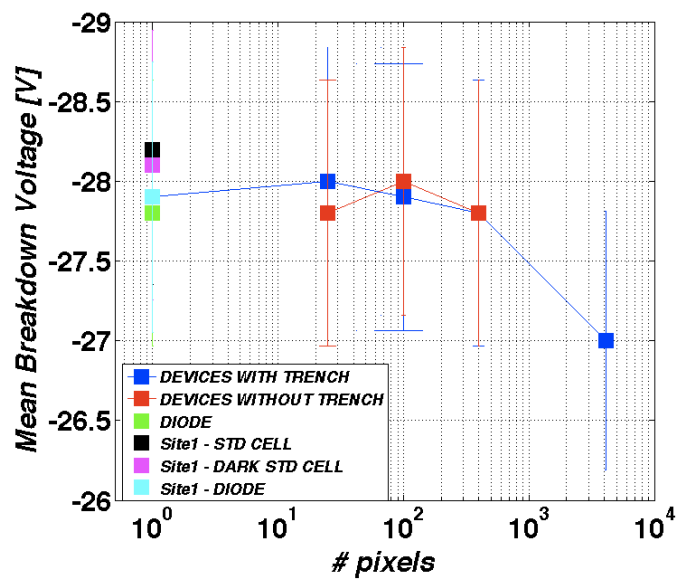 Mean Breakdown Voltage [V]
-29
-28.5
-28
-27.5
-27
-26.5
-26
DEVICES WITH TRENCH
DEVICES WITHOUT TRENCH
DIODE
Site1 - STD CELL
Site1 - DARK STD CELL
Site1 - DIODE
10^0 10^1 10^2 10^3 10^4
# pixels